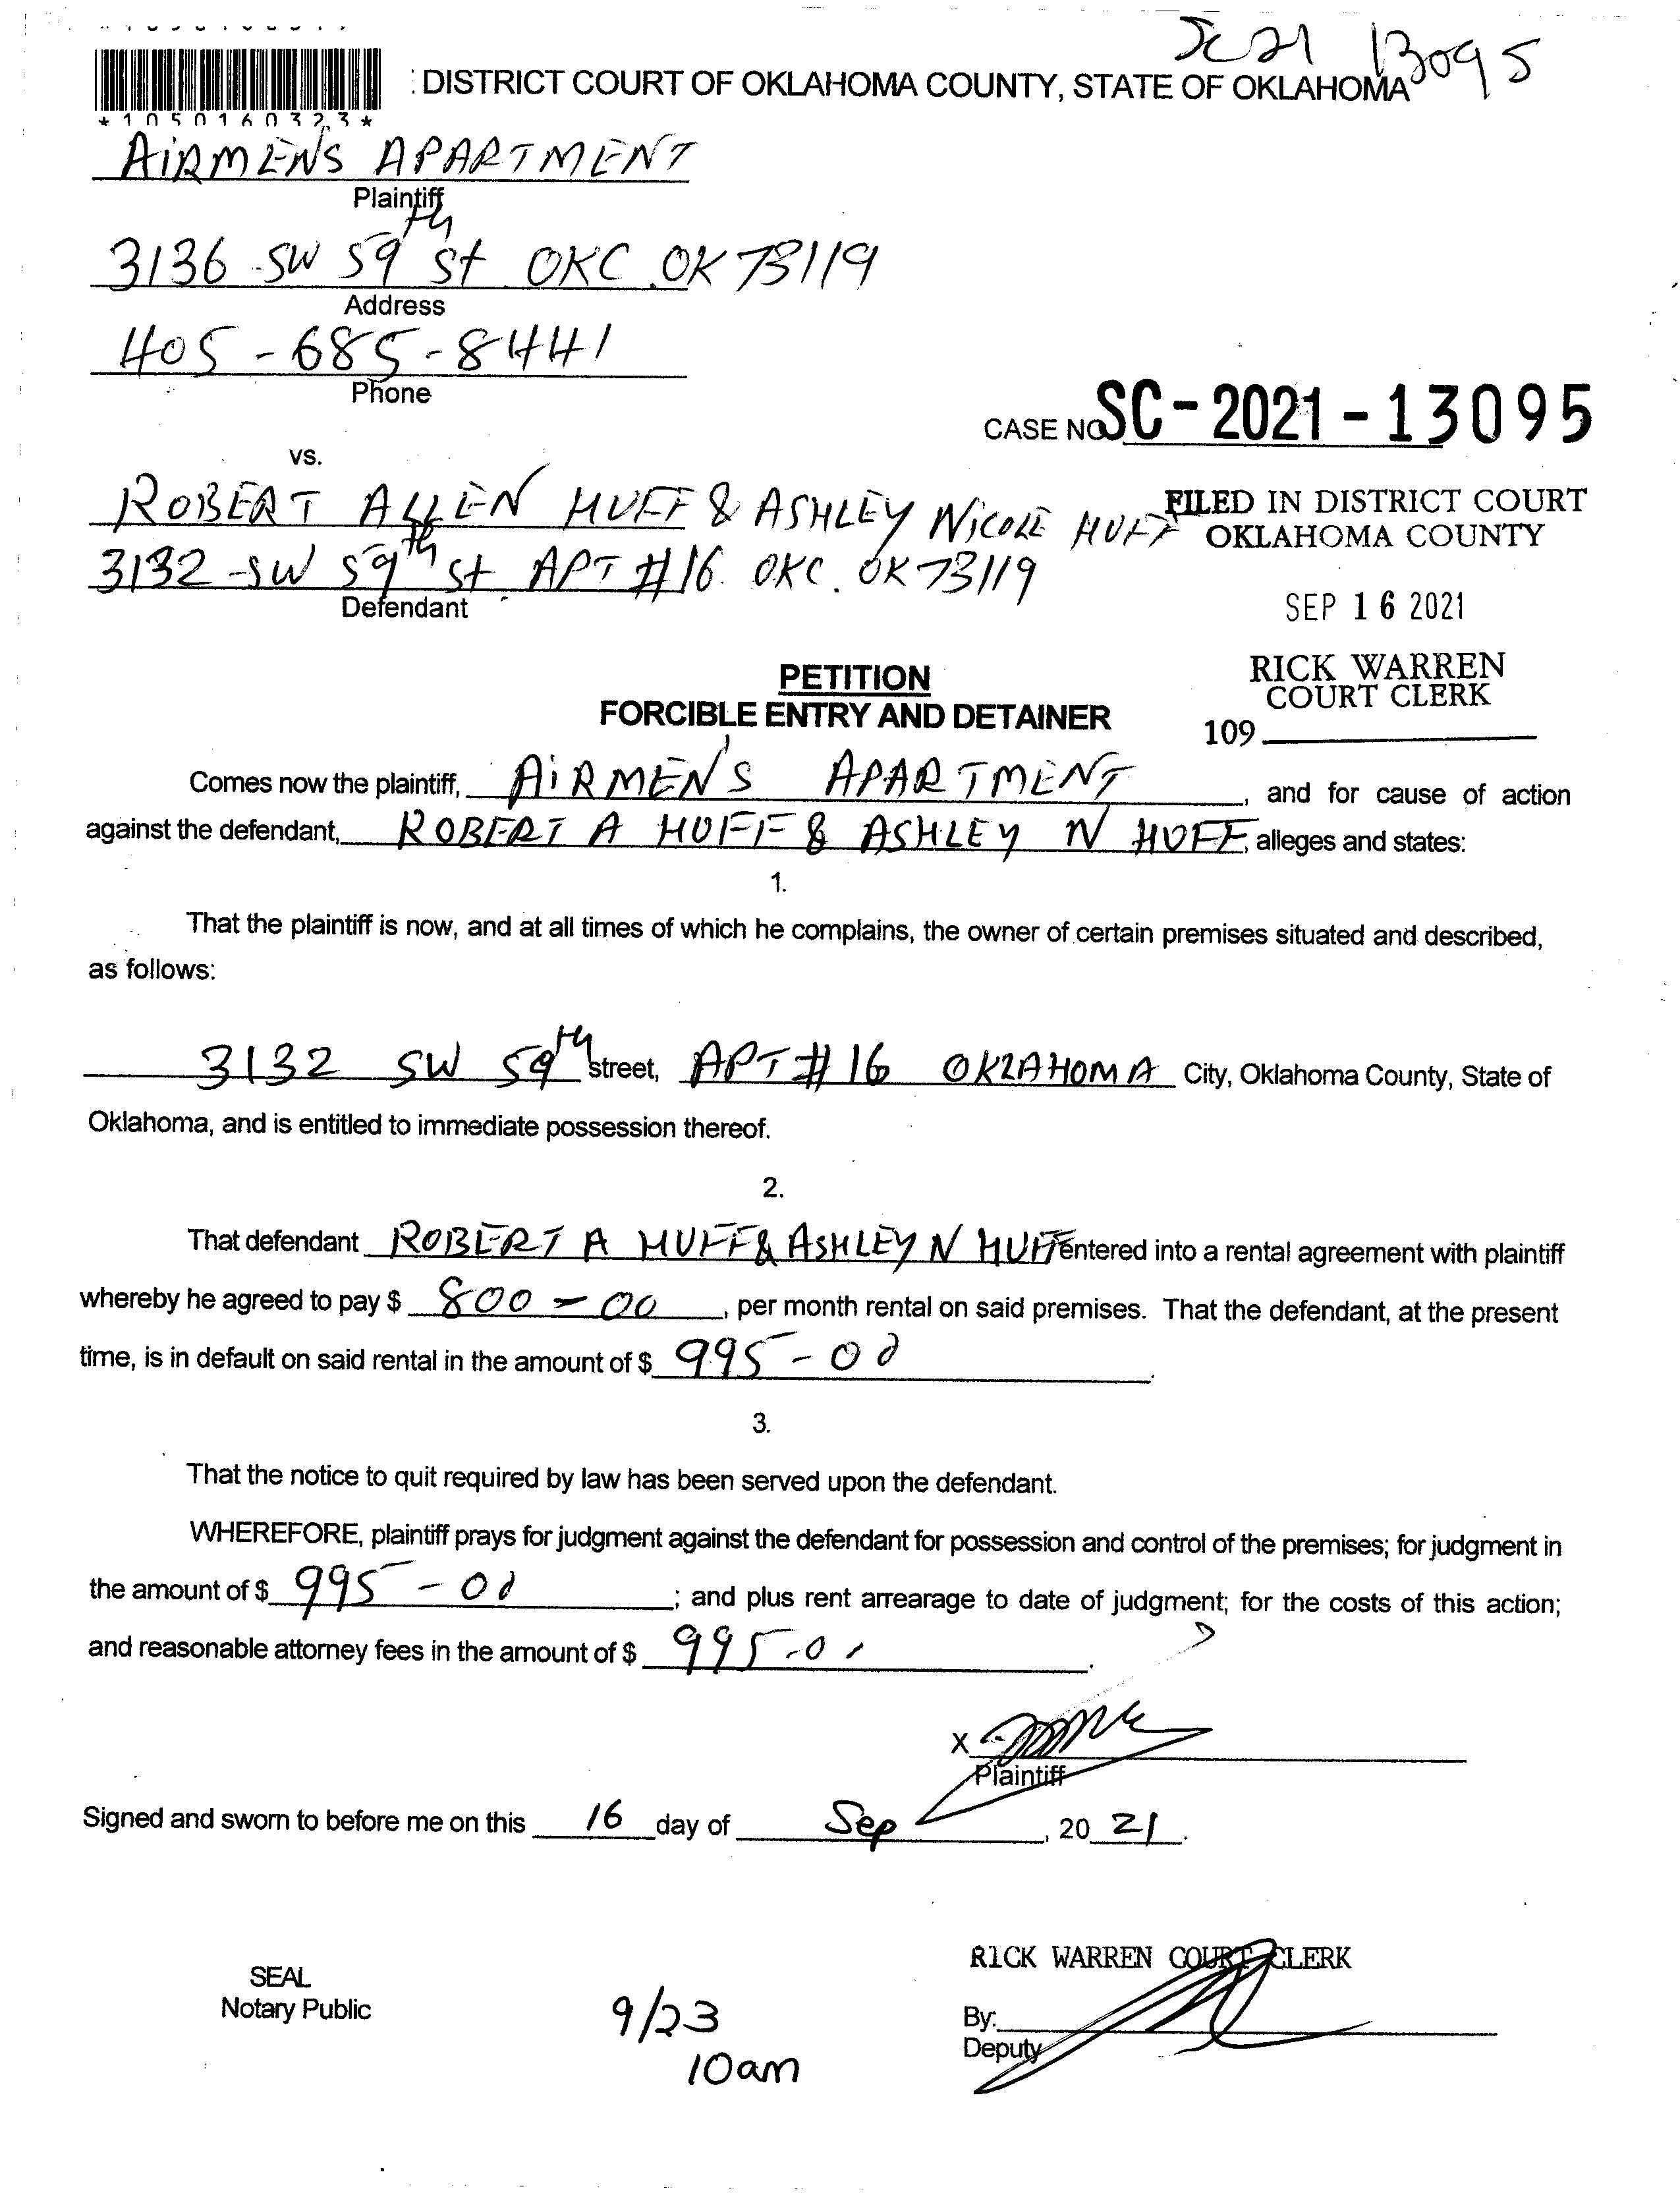 Sc 21 13095
DISTRICT COURT OF OKLAHOMA COUNTY, STATE OF OKLAHOMA
*1050160323*
AIRMENS APARTMENT
Plaintiff
3136 SW 59th St OKC OK 73119
Address
405-685-8441
Phone
CASE NO. SC-2021-13095
vs.
ROBERT ALLEN HUFF & ASHLEY NICOLE HUFF
FILED IN DISTRICT COURT
OKLAHOMA COUNTY
3132 SW 59th St APT #16. OKC. OK 73119
Defendant
SEP 16 2021
RICK WARREN
COURT CLERK
109
PETITION
FORCIBLE ENTRY AND DETAINER
Comes now the plaintiff, AIRMEN'S APARTMENT, and for cause of action
against the defendant, ROBERT A HUFF & ASHLEY N HUFF, alleges and states:
1.
That the plaintiff is now, and at all times of which he complains, the owner of certain premises situated and described,
as follows:
3132 SW 59th street, APT #16 OKLAHOMA City, Oklahoma County, State of
Oklahoma, and is entitled to immediate possession thereof.
2.
That defendant ROBERT A HUFF & ASHLEY N HUFF entered into a rental agreement with plaintiff
whereby he agreed to pay $ 800-00, per month rental on said premises. That the defendant, at the present
time, is in default on said rental in the amount of $ 995-00.
3.
That the notice to quit required by law has been served upon the defendant.
WHEREFORE, plaintiff prays for judgment against the defendant for possession and control of the premises; for judgment in
the amount of $ 995-00; and plus rent arrearage to date of judgment; for the costs of this action;
and reasonable attorney fees in the amount of $ 995-0.
X
Plaintiff
Signed and sworn to before me on this 16 day of Sep, 20 21.
RICK WARREN COURT CLERK
SEAL
Notary Public
9/23
10am
By:
Deputy